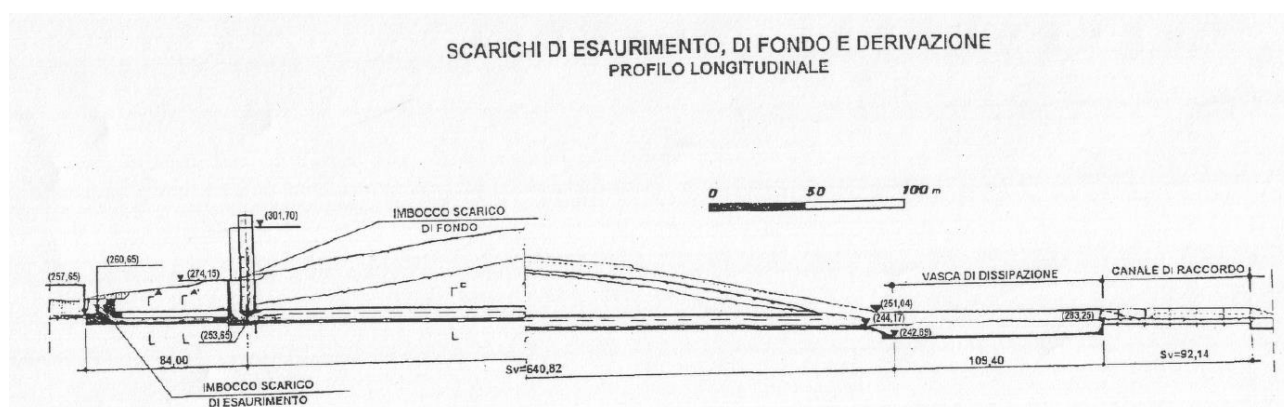 SCARICHI DI ESAURIMENTO, DI FONDO E DERIVAZIONE
PROFILO LONGITUDINALE
0 50 100 m
(301,70)
IMBOCCO SCARICO
DI FONDO
(260,65)
(257,65)
(274,15)
VASCA DI DISSIPAZIONE
CANALE DI RACCORDO
(251,04)
(244,17)
(242,65)
(283,25)
(253,65)
84,00
Sv=640,82
109,40
Sv=92,14
IMBOCCO SCARICO
DI ESAURIMENTO